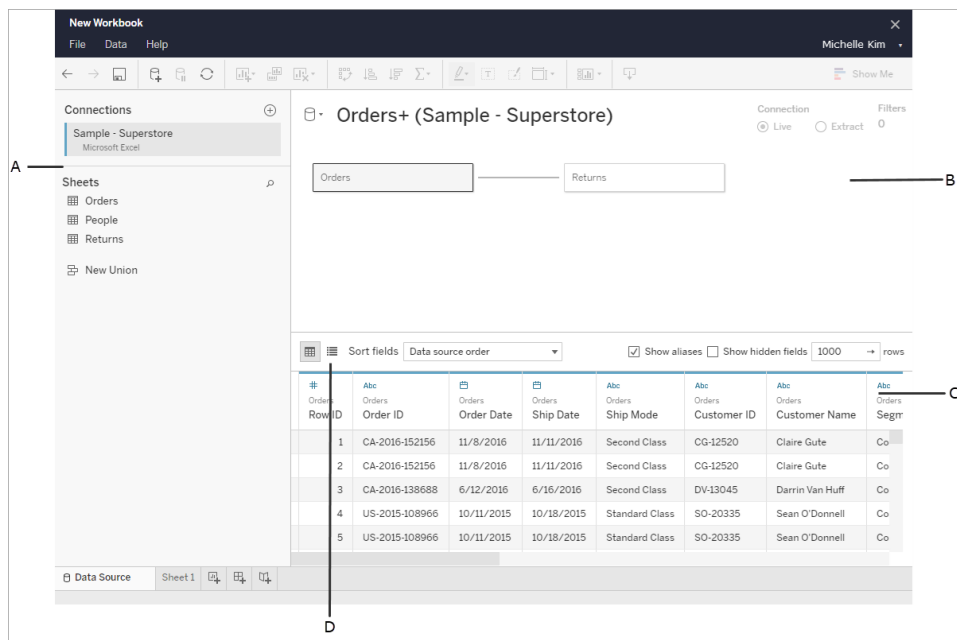 New Workbook
File Data Help
Michelle Kim
Show Me
Connections
Sample - Superstore
Microsoft Excel
A
Sheets
Orders
People
Returns
New Union
Orders+ (Sample - Superstore)
Connection
Live Extract
Filters
0
Orders
Returns
B
Sort fields Data source order
Show aliases Show hidden fields 1000 → rows
# Abc Abc Abc Abc Abc
Orders Orders Orders Orders Orders Orders Orders Orders
Row ID Order ID Order Date Ship Date Ship Mode Customer ID Customer Name Segm
C
1 CA-2016-152156 11/8/2016 11/11/2016 Second Class CG-12520 Claire Gute Co
2 CA-2016-152156 11/8/2016 11/11/2016 Second Class CG-12520 Claire Gute Co
3 CA-2016-138688 6/12/2016 6/16/2016 Second Class DV-13045 Darrin Van Huff Co
4 US-2015-108966 10/11/2015 10/18/2015 Standard Class SO-20335 Sean O'Donnell Co
5 US-2015-108966 10/11/2015 10/18/2015 Standard Class SO-20335 Sean O'Donnell Co
Data Source Sheet 1
D